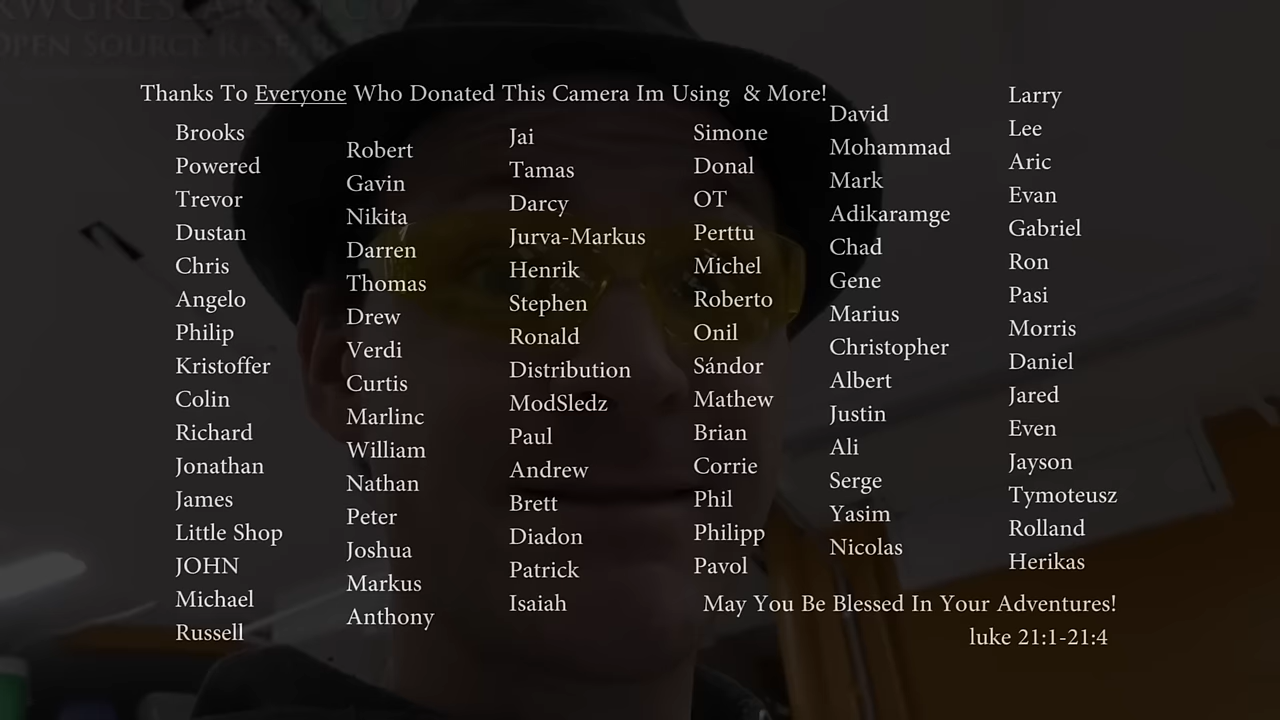 RWGRESEARCH.CO
OPEN SOURCE RESE
Thanks To Everyone Who Donated This Camera Im Using & More!
Brooks
Powered
Trevor
Dustan
Chris
Angelo
Philip
Kristoffer
Colin
Richard
Jonathan
James
Little Shop
JOHN
Michael
Russell
Robert
Gavin
Nikita
Darren
Thomas
Drew
Verdi
Curtis
Marlinc
William
Nathan
Peter
Joshua
Markus
Anthony
Jai
Tamas
Darcy
Jurva-Markus
Henrik
Stephen
Ronald
Distribution
ModSledz
Paul
Andrew
Brett
Diadon
Patrick
Isaiah
Simone
Donal
OT
Perttu
Michel
Roberto
Onil
Sándor
Mathew
Brian
Corrie
Phil
Philipp
Pavol
David
Mohammad
Mark
Adikaramge
Chad
Gene
Marius
Christopher
Albert
Justin
Ali
Serge
Yasim
Nicolas
Larry
Lee
Aric
Evan
Gabriel
Ron
Pasi
Morris
Daniel
Jared
Even
Jayson
Tymoteusz
Rolland
Herikas
May You Be Blessed In Your Adventures!
luke 21:1-21:4